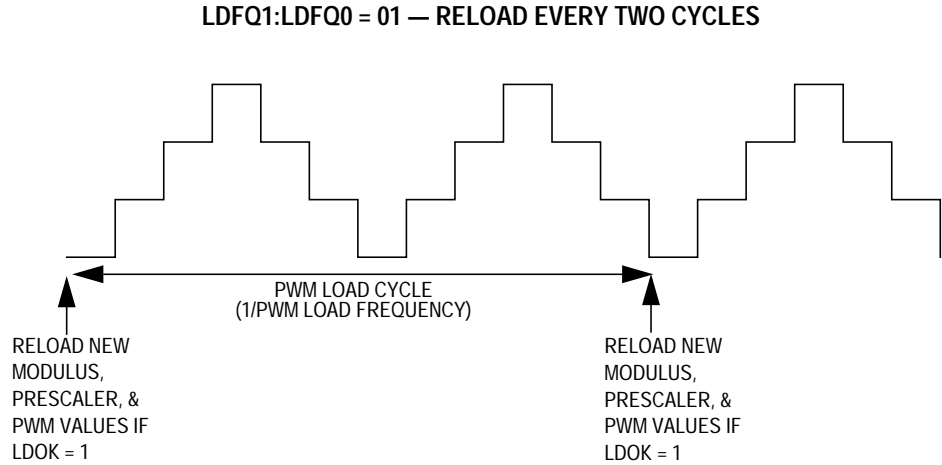 LDFQ1:LDFQ0 = 01 — RELOAD EVERY TWO CYCLES
PWM LOAD CYCLE
(1/PWM LOAD FREQUENCY)
RELOAD NEW
MODULUS,
PRESCALER, &
PWM VALUES IF
LDOK = 1
RELOAD NEW
MODULUS,
PRESCALER, &
PWM VALUES IF
LDOK = 1